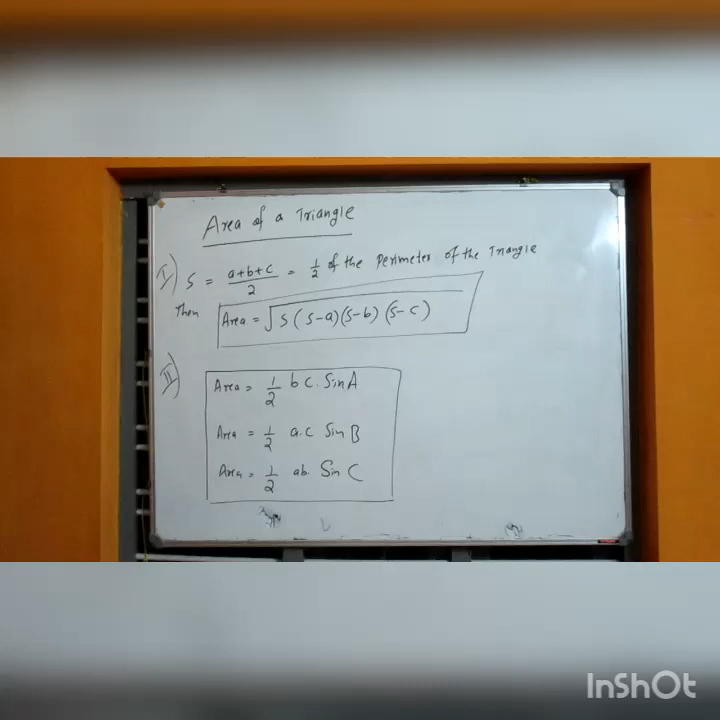 Area of a Triangle
I) S = a+b+c/2 = 1/2 of the Perimeter of the Triangle
Then Area = √S(S-a)(S-b)(S-c)
II)
Area = 1/2 bc. SinA
Area = 1/2 a.c Sin B
Area = 1/2 ab. Sin C
InShOt